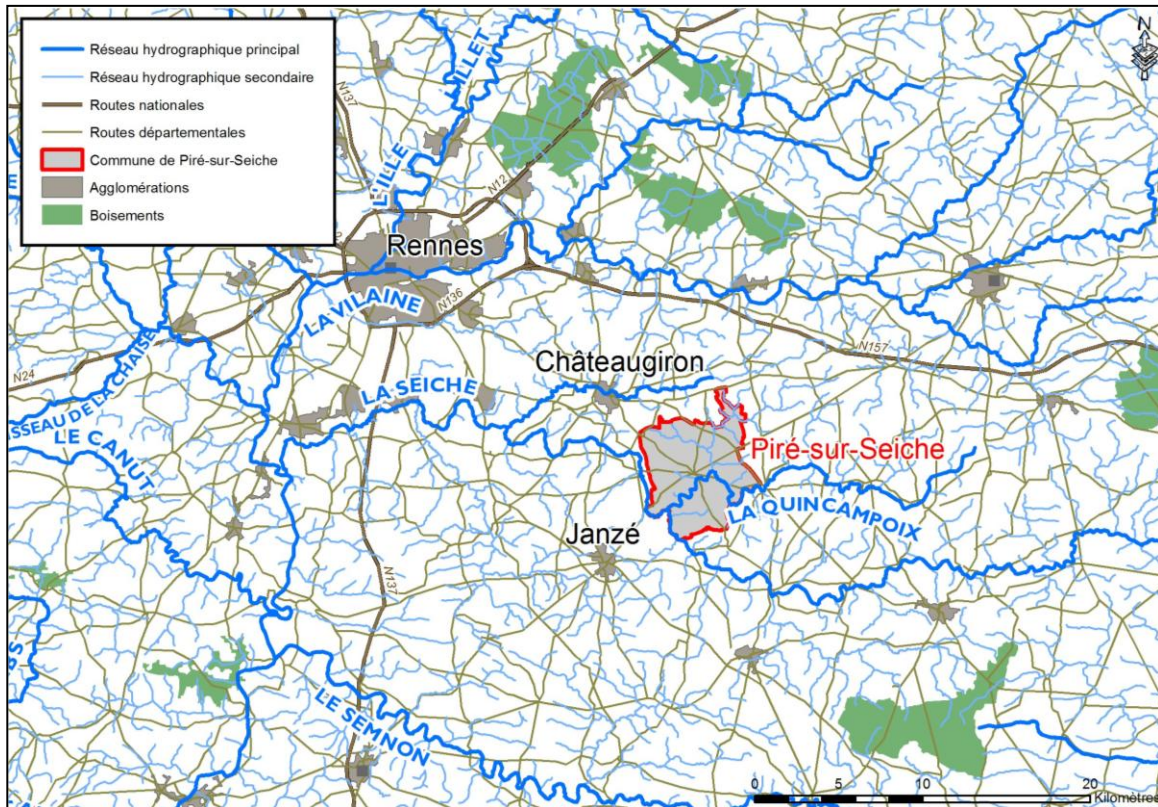 Réseau hydrographique principal
Réseau hydrographique secondaire
Routes nationales
Routes départementales
Commune de Piré-sur-Seiche
Agglomérations
Boisements
N
N137
L'ILLET
L'ILLE
N12
Rennes
LA VILAINE
N136
N157
N24
Châteaugiron
LA SEICHE
ISSEAU DE LA CHAISE
LE CANUT
Piré-sur-Seiche
LA QUINCAMPOIX
Janzé
N137
LE SEMNON
0 5 10 20
Kilomètres